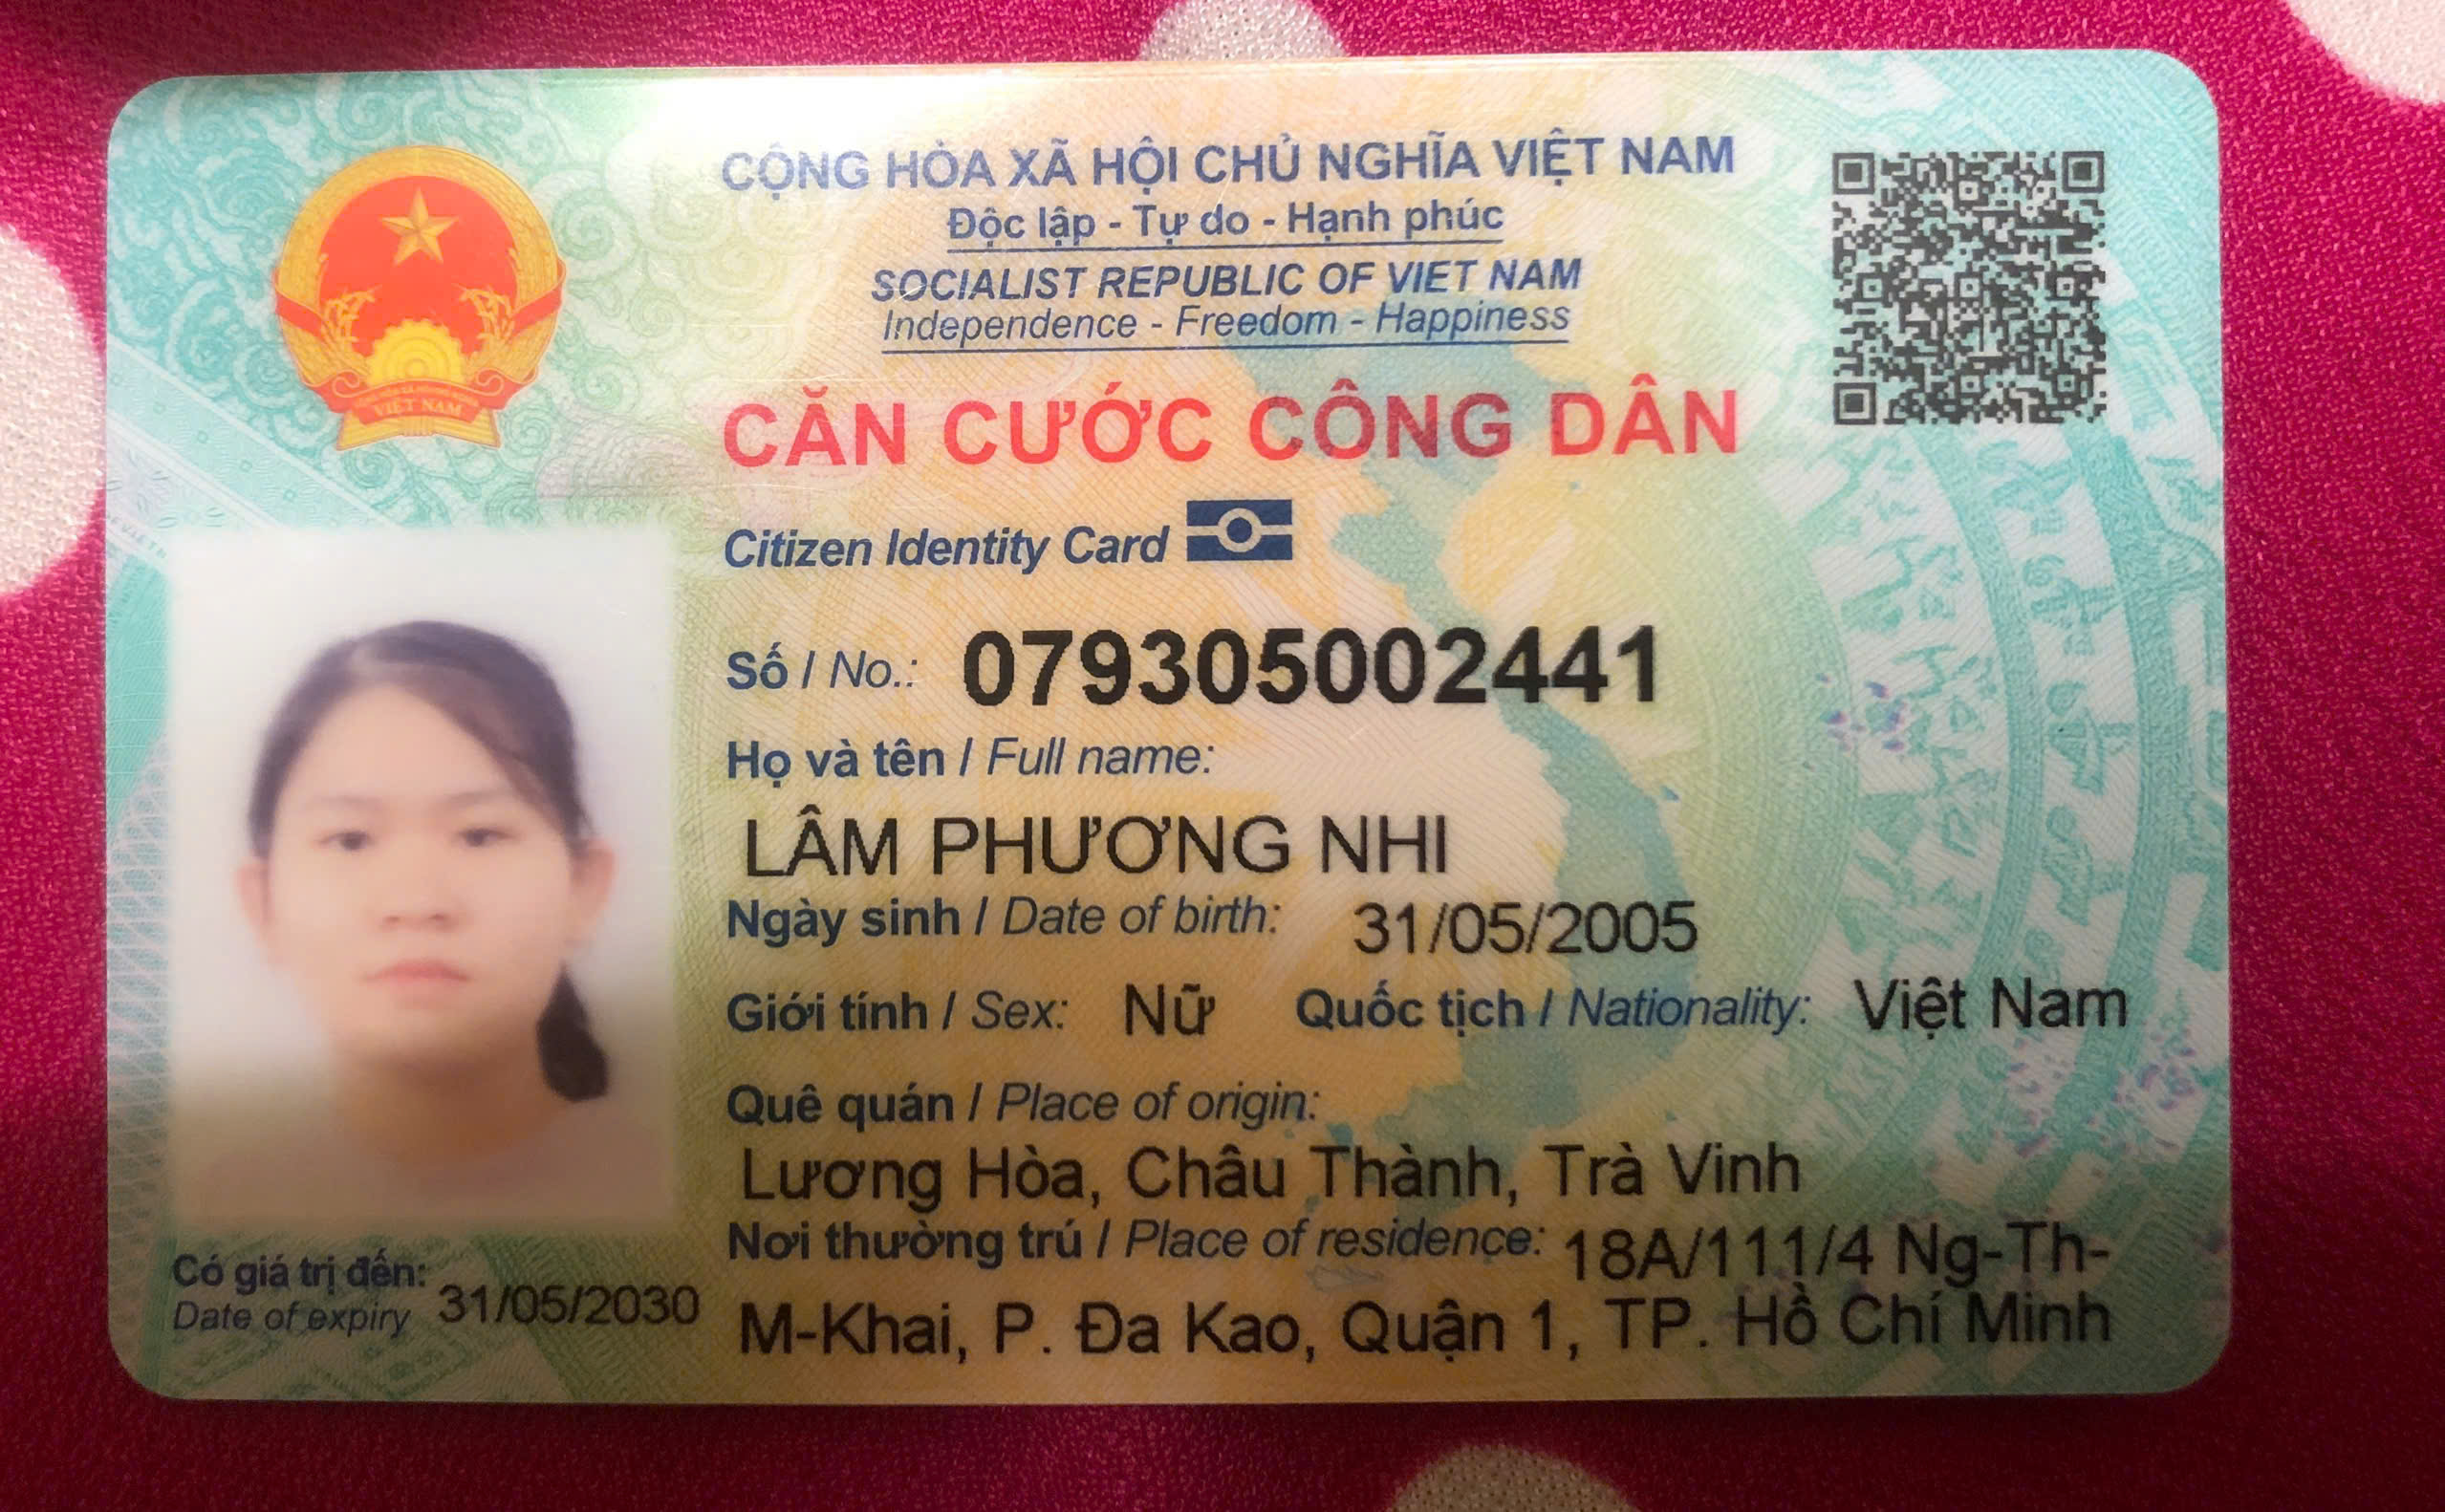 CỘNG HÒA XÃ HỘI CHỦ NGHĨA VIỆT NAM
Độc lập - Tự do - Hạnh phúc
SOCIALIST REPUBLIC OF VIET NAM
Independence - Freedom - Happiness
CĂN CƯỚC CÔNG DÂN
Citizen Identity Card
Số / No.: 079305002441
Họ và tên / Full name:
LÂM PHƯƠNG NHI
Ngày sinh / Date of birth: 31/05/2005
Giới tính / Sex: Nữ Quốc tịch / Nationality: Việt Nam
Quê quán / Place of origin:
Lương Hòa, Châu Thành, Trà Vinh
Nơi thường trú / Place of residence: 18A/111/4 Ng-Th-
M-Khai, P. Đa Kao, Quận 1, TP. Hồ Chí Minh
Có giá trị đến: 31/05/2030
Date of expiry
VIỆT NAM